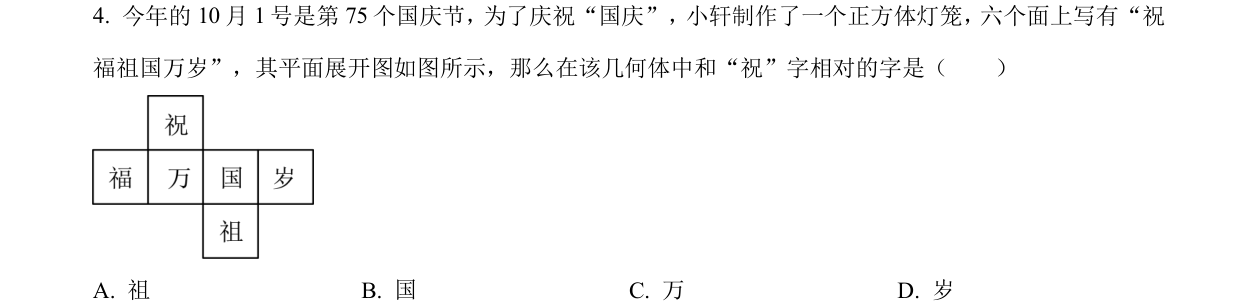 4. 今年的 10 月 1 号是第 75 个国庆节，为了庆祝“国庆”，小轩制作了一个正方体灯笼，六个面上写有“祝
福祖国万岁”，其平面展开图如图所示，那么在该几何体中和“祝”字相对的字是（　　）
祝
福 万 国 岁
祖
A. 祖 B. 国 C. 万 D. 岁